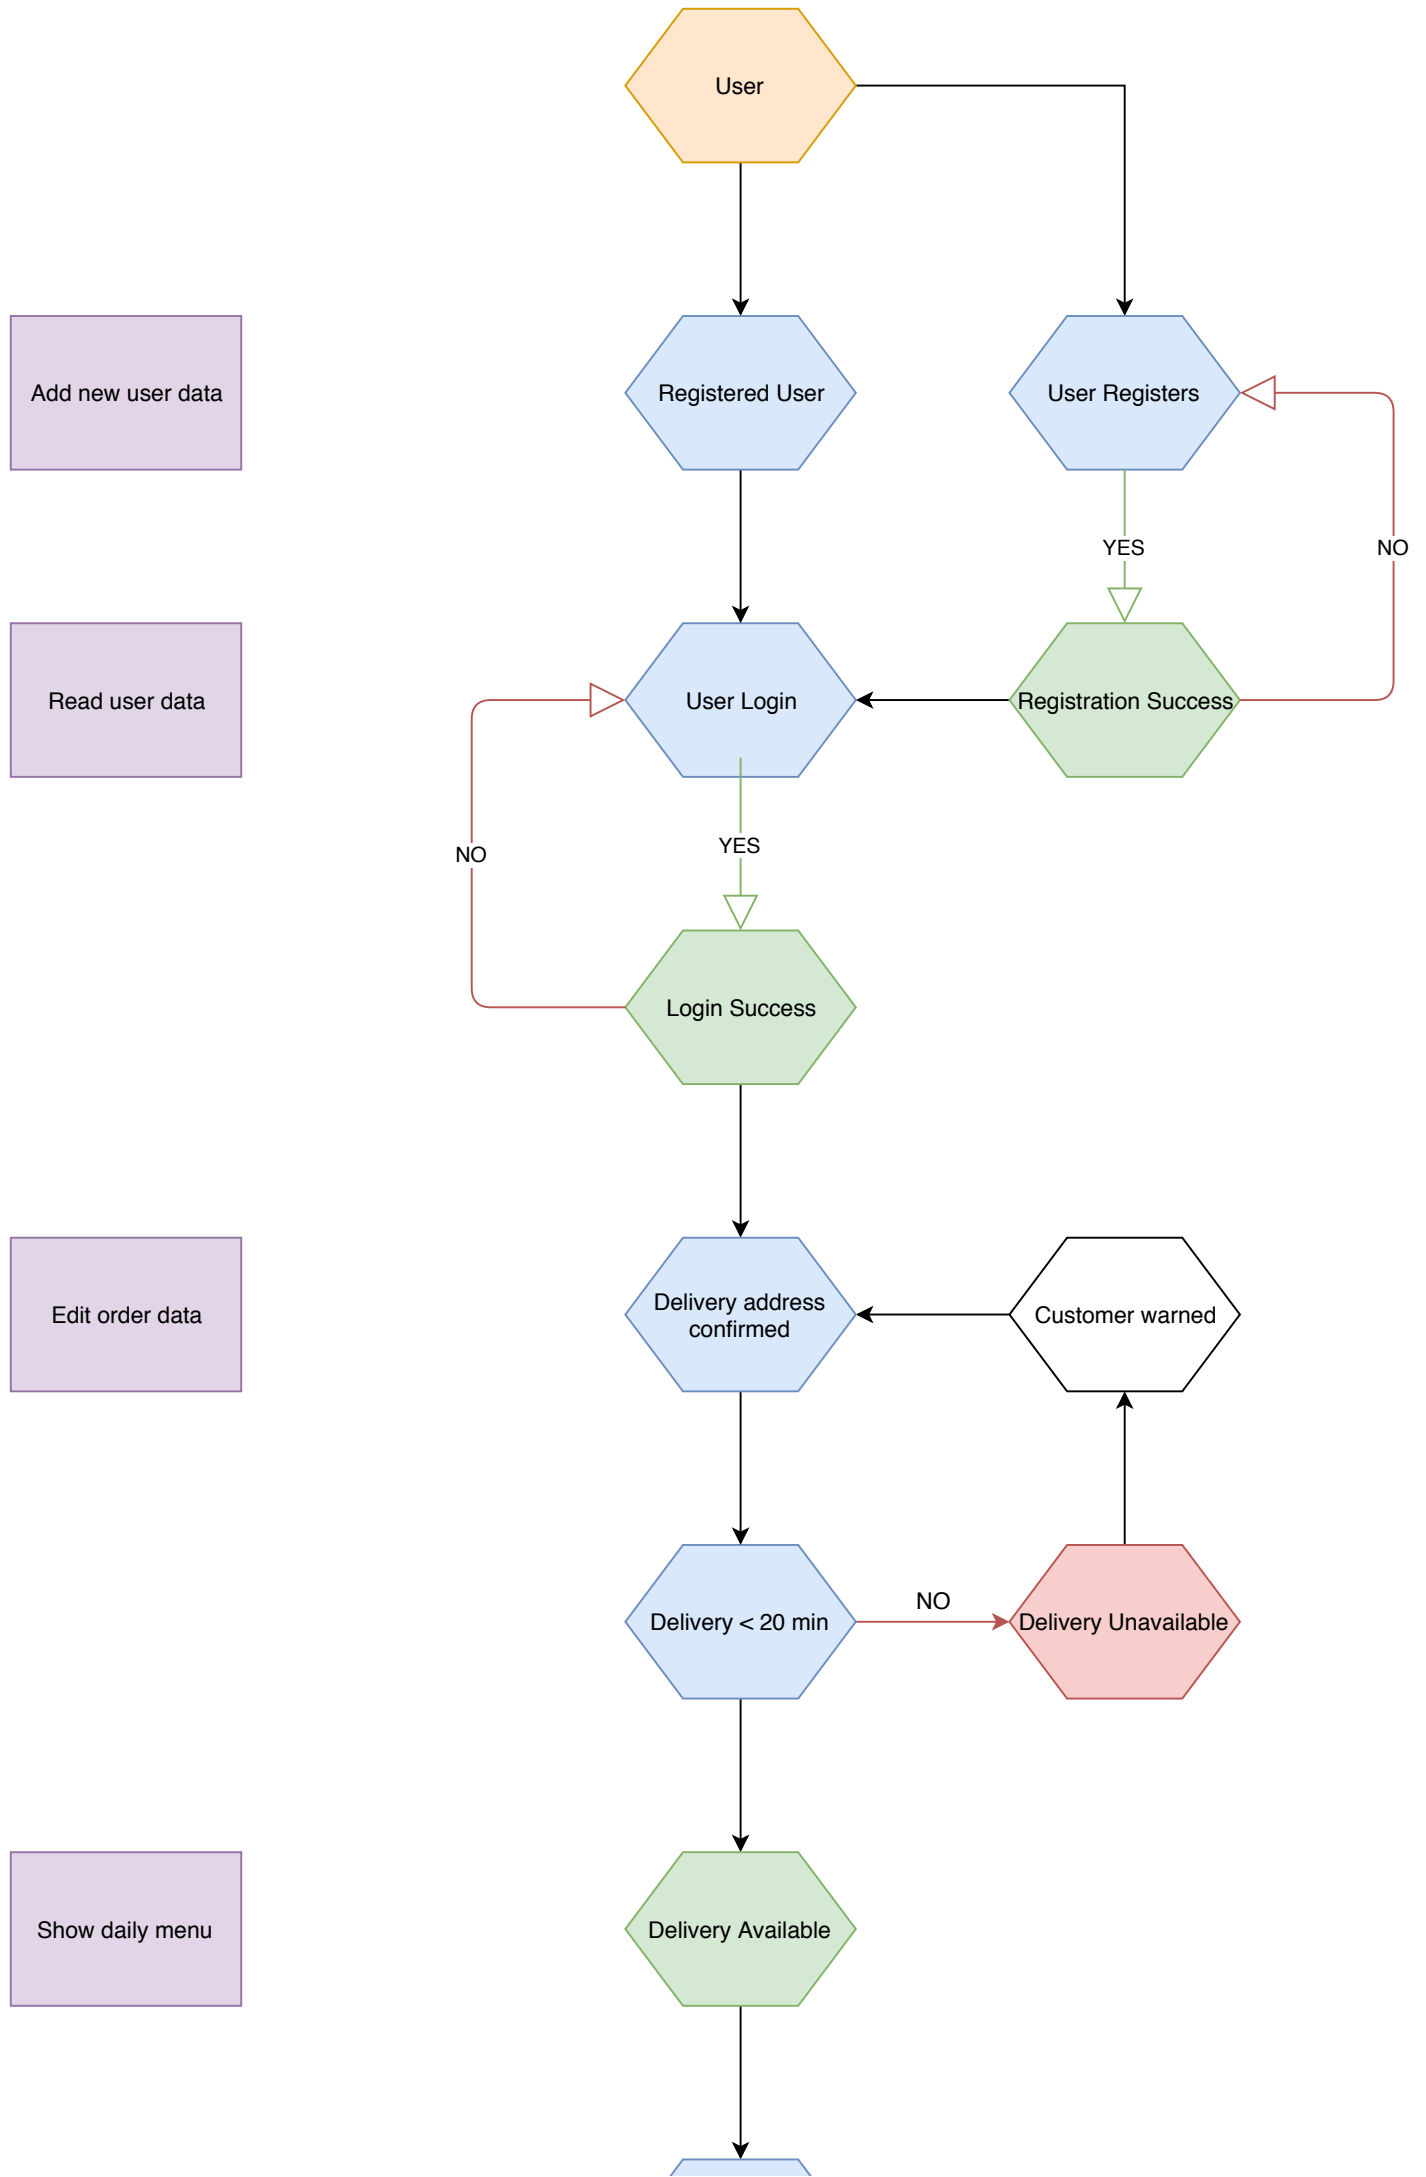 User
Add new user data
Registered User
User Registers
YES
NO
Read user data
User Login
Registration Success
YES
NO
Login Success
Edit order data
Delivery address
confirmed
Customer warned
Delivery < 20 min
NO
Delivery Unavailable
Show daily menu
Delivery Available